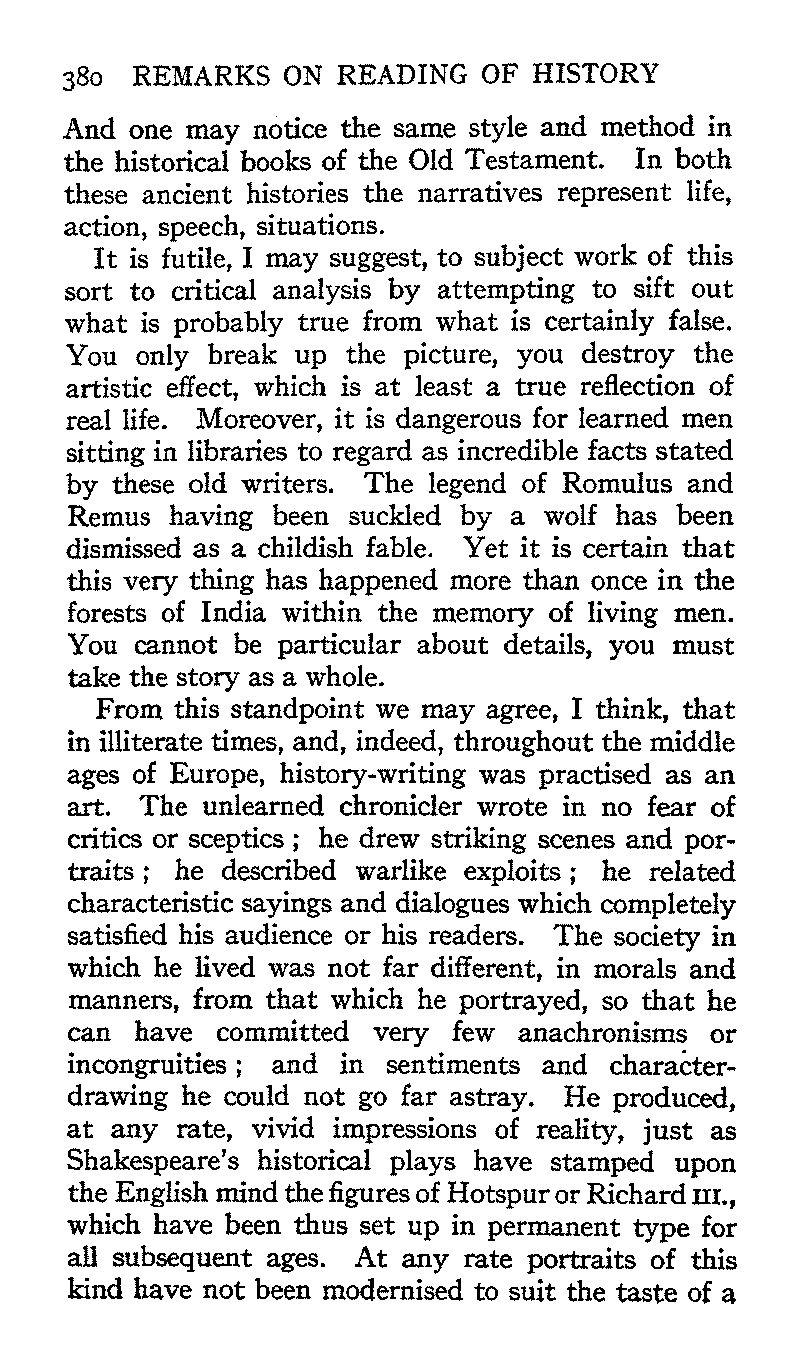 380 REMARKS ON READING OF HISTORY
And one may notice the same style and method in
the historical books of the Old Testament. In both
these ancient histories the narratives represent life,
action, speech, situations.
It is futile, I may suggest, to subject work of this
sort to critical analysis by attempting to sift out
what is probably true from what is certainly false.
You only break up the picture, you destroy the
artistic effect, which is at least a true reflection of
real life. Moreover, it is dangerous for learned men
sitting in libraries to regard as incredible facts stated
by these old writers. The legend of Romulus and
Remus having been suckled by a wolf has been
dismissed as a childish fable. Yet it is certain that
this very thing has happened more than once in the
forests of India within the memory of living men.
You cannot be particular about details, you must
take the story as a whole.
From this standpoint we may agree, I think, that
in illiterate times, and, indeed, throughout the middle
ages of Europe, history-writing was practised as an
art. The unlearned chronicler wrote in no fear of
critics or sceptics ; he drew striking scenes and por-
traits ; he described warlike exploits ; he related
characteristic sayings and dialogues which completely
satisfied his audience or his readers. The society in
which he lived was not far different, in morals and
manners, from that which he portrayed, so that he
can have committed very few anachronisms or
incongruities ; and in sentiments and character-
drawing he could not go far astray. He produced,
at any rate, vivid impressions of reality, just as
Shakespeare's historical plays have stamped upon
the English mind the figures of Hotspur or Richard III.,
which have been thus set up in permanent type for
all subsequent ages. At any rate portraits of this
kind have not been modernised to suit the taste of a